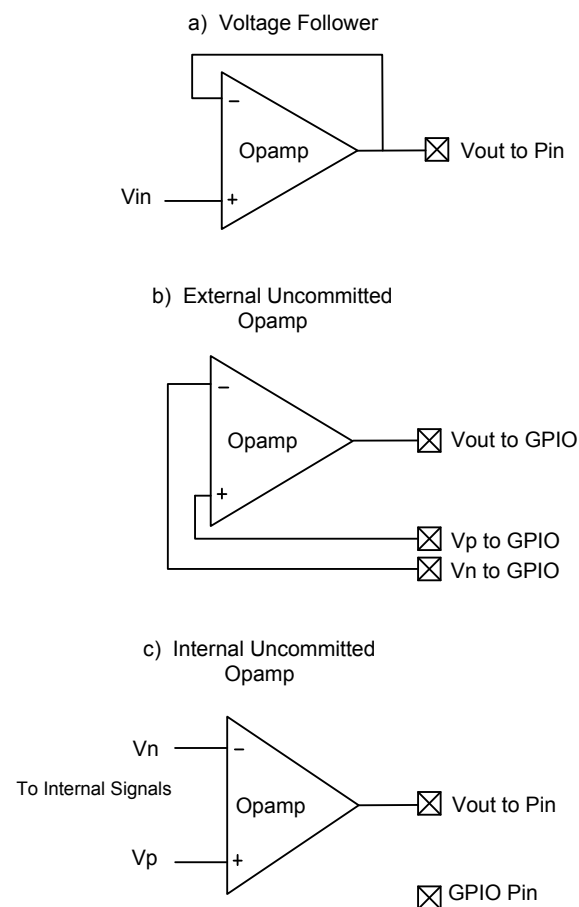 a) Voltage Follower
−
Opamp
Vout to Pin
Vin
+
b) External Uncommitted
Opamp
−
Opamp
Vout to GPIO
+
Vp to GPIO
Vn to GPIO
c) Internal Uncommitted
Opamp
Vn
−
To Internal Signals
Opamp
Vout to Pin
Vp
+
GPIO Pin